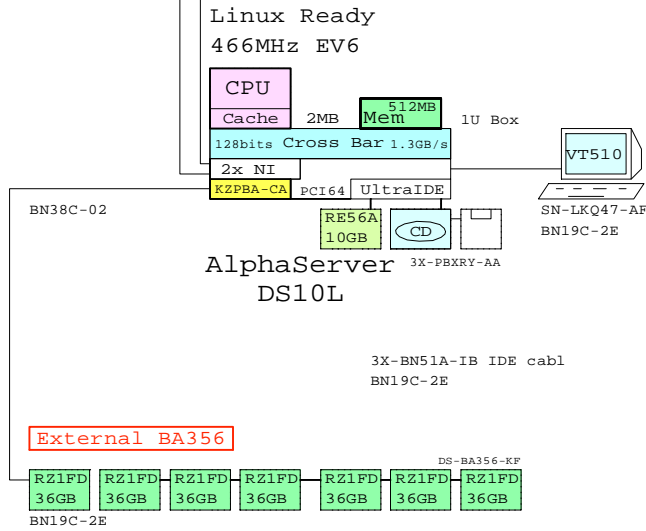 Linux Ready
466MHz EV6
CPU
Cache 2MB
512MB
Mem
1U Box
128bits Cross Bar 1.3GB/s
2x NI
VT510
KZPBA-CA PCI64 UltraIDE
BN38C-02
SN-LKQ47-AF
RE56A
10GB
CD
BN19C-2E
AlphaServer
3X-PBXRY-AA
DS10L
3X-BN51A-IB IDE cabl
BN19C-2E
External BA356
DS-BA356-KF
RZ1FD RZ1FD RZ1FD RZ1FD RZ1FD RZ1FD RZ1FD
36GB 36GB 36GB 36GB 36GB 36GB 36GB
BN19C-2E